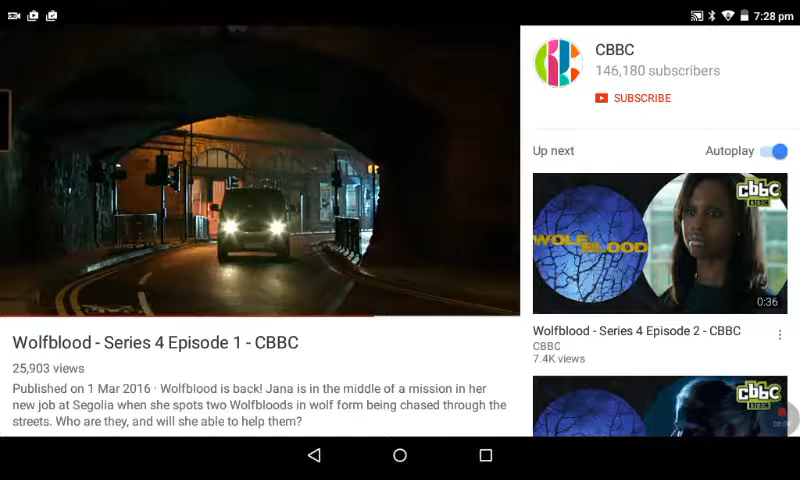 7:28 pm
CBBC
146,180 subscribers
SUBSCRIBE
Up next
Autoplay
cbbc
BBC
WOLFBLOOD
0:36
Wolfblood - Series 4 Episode 2 - CBBC
CBBC
7.4K views
cbbc
BBC
Wolfblood - Series 4 Episode 1 - CBBC
25,903 views
Published on 1 Mar 2016 · Wolfblood is back! Jana is in the middle of a mission in her
new job at Segolia when she spots two Wolfbloods in wolf form being chased through the
streets. Who are they, and will she able to help them?